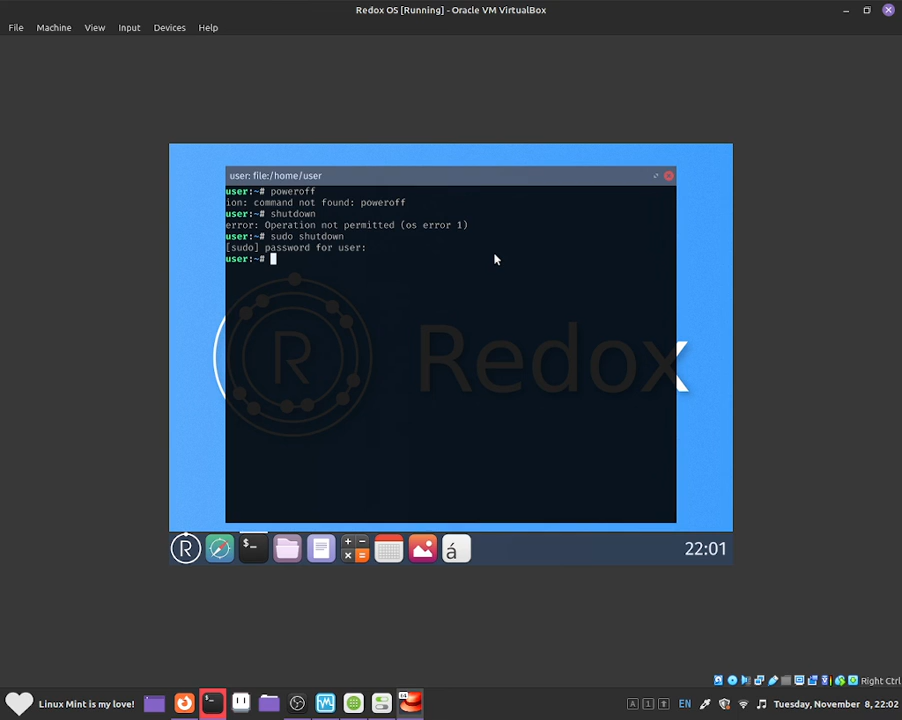 Redox OS [Running] - Oracle VM VirtualBox
File Machine View Input Devices Help
user: file:/home/user
user:~# poweroff
ion: command not found: poweroff
user:~# shutdown
error: Operation not permitted (os error 1)
user:~# sudo shutdown
[sudo] password for user:
user:~#
R Redox
R
>_
á
22:01
Right Ctrl
Linux Mint is my love!
EN
Tuesday, November 8, 22:02